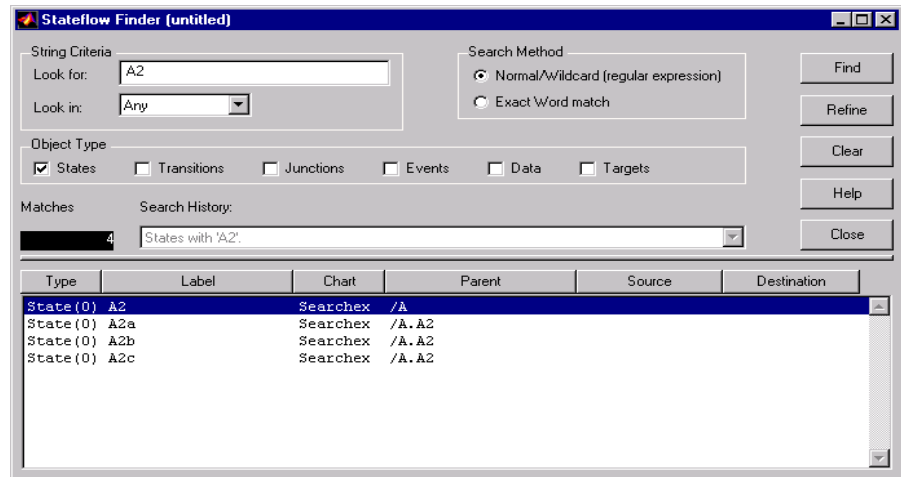 Stateflow Finder (untitled)
String Criteria
Look for: A2
Look in: Any
Search Method
Normal/Wildcard (regular expression)
Exact Word match
Find
Refine
Clear
Help
Close
Object Type
States Transitions Junctions Events Data Targets
Matches Search History:
4 States with 'A2'.
Type Label Chart Parent Source Destination
State(0) A2 Searchex /A
State(0) A2a Searchex /A.A2
State(0) A2b Searchex /A.A2
State(0) A2c Searchex /A.A2